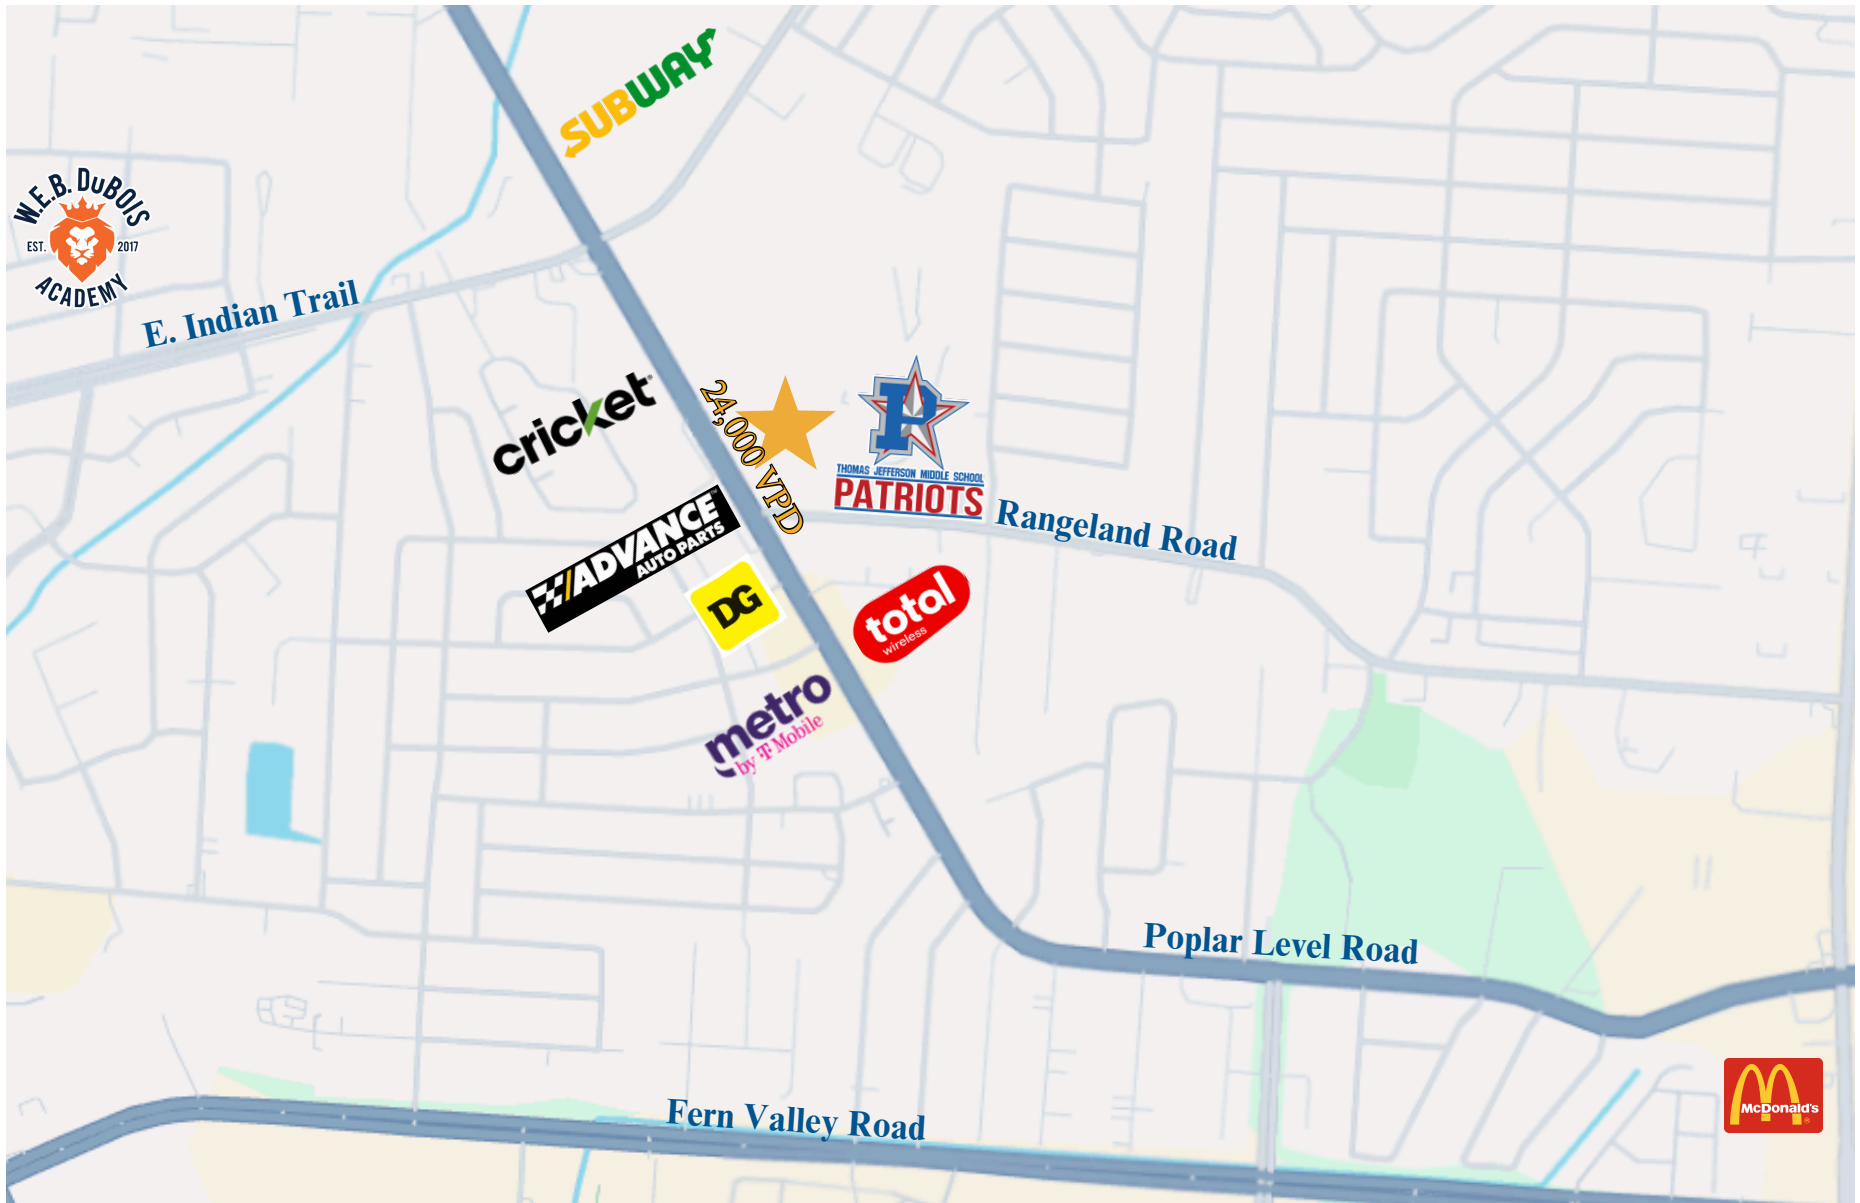 SUBWAY
W.E.B. DuBOIS
EST. 2017
ACADEMY
E. Indian Trail
cricket
24,000 VPD
THOMAS JEFFERSON MIDDLE SCHOOL
PATRIOTS
Rangeland Road
ADVANCE
AUTO PARTS
DG
total
wireless
metro
by T Mobile
Poplar Level Road
McDonald's
Fern Valley Road